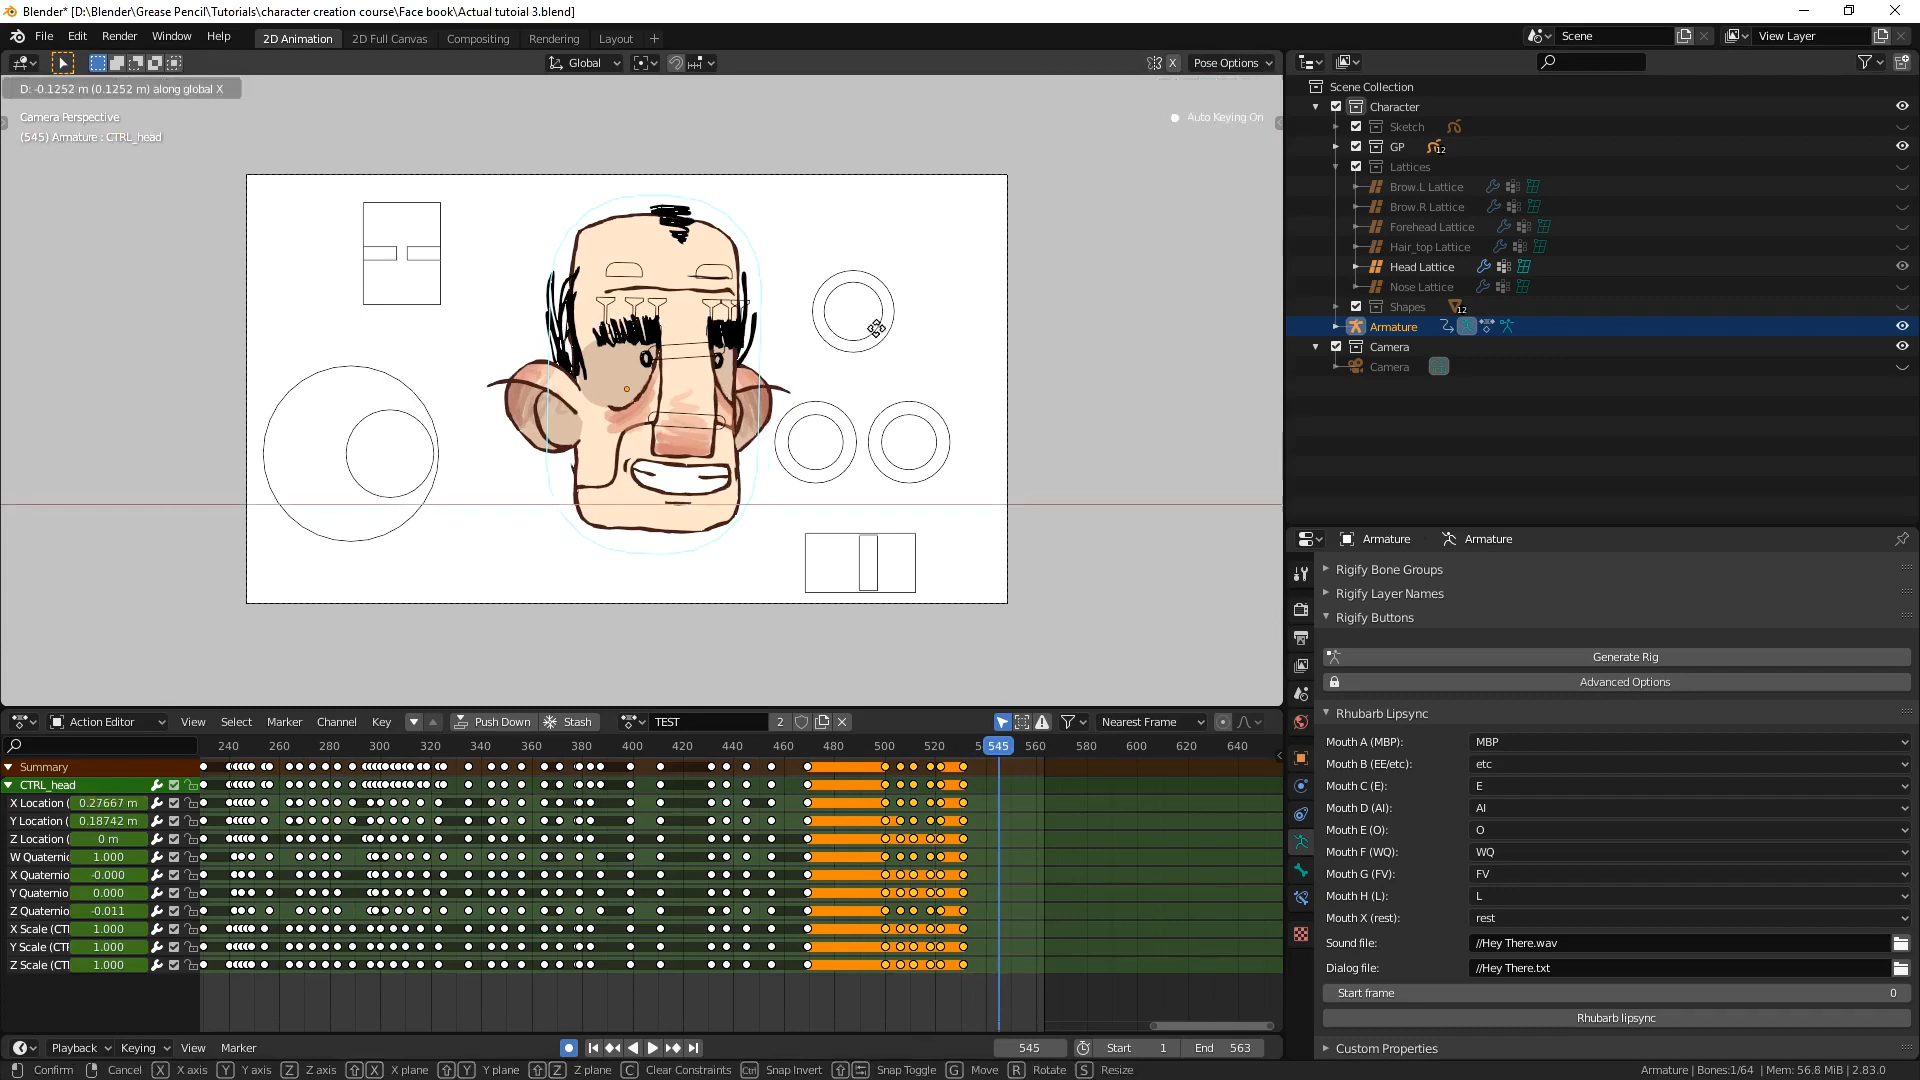 Blender* [D:\Blender\Grease Pencil\Tutorials\character creation course\Face book\Actual tutoial 3.blend]
File Edit Render Window Help
2D Animation 2D Full Canvas Compositing Rendering Layout +
Scene
View Layer
Global
X
Pose Options
D: -0.1252 m (0.1252 m) along global X
Camera Perspective
(545) Armature : CTRL_head
Auto Keying On
Scene Collection
Character
Sketch
GP 12
Lattices
Brow.L Lattice
Brow.R Lattice
Forehead Lattice
Hair_top Lattice
Head Lattice
Nose Lattice
Shapes 12
Armature
Camera
Camera
Armature Armature
Rigify Bone Groups
Rigify Layer Names
Rigify Buttons
Generate Rig
Advanced Options
Rhubarb Lipsync
Mouth A (MBP): MBP
Mouth B (EE/etc): etc
Mouth C (E): E
Mouth D (AI): AI
Mouth E (O): O
Mouth F (WQ): WQ
Mouth G (FV): FV
Mouth H (L): L
Mouth X (rest): rest
Sound file: //Hey There.wav
Dialog file: //Hey There.txt
Start frame 0
Rhubarb lipsync
Custom Properties
Action Editor View Select Marker Channel Key Push Down Stash TEST 2 Nearest Frame
240 260 280 300 320 340 360 380 400 420 440 460 480 500 520 545 560 580 600 620 640
Summary
CTRL_head
X Location ( 0.27667 m
Y Location ( 0.18742 m
Z Location ( 0 m
W Quaternio 1.000
X Quaternio -0.000
Y Quaternio 0.000
Z Quaternio -0.011
X Scale (CTI 1.000
Y Scale (CTI 1.000
Z Scale (CTI 1.000
Playback Keying View Marker
545
Start 1
End 563
Confirm Cancel X X axis Y Y axis Z Z axis X X plane Y Y plane Z Z plane C Clear Constraints Ctrl Snap Invert Snap Toggle G Move R Rotate S Resize
Armature | Bones:1/64 | Mem: 56.8 MiB | 2.83.0